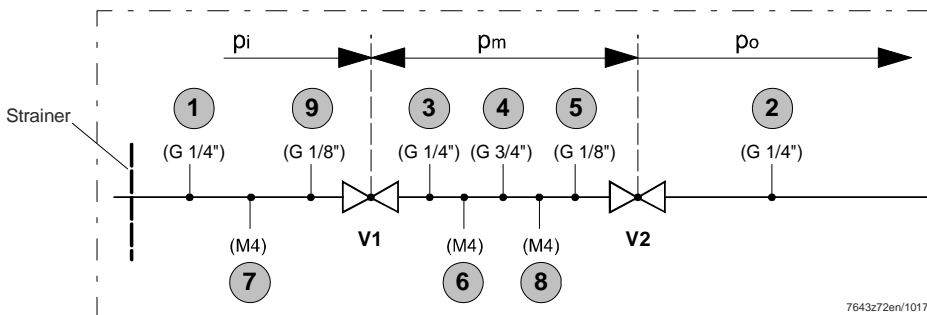 pi pm po
1 9 3 4 5 2
Strainer
(G 1/4") (G 1/8") (G 1/4") (G 3/4") (G 1/8") (G 1/4")
V1 V2
(M4) (M4) (M4)
7 6 8
7643z72en/1017